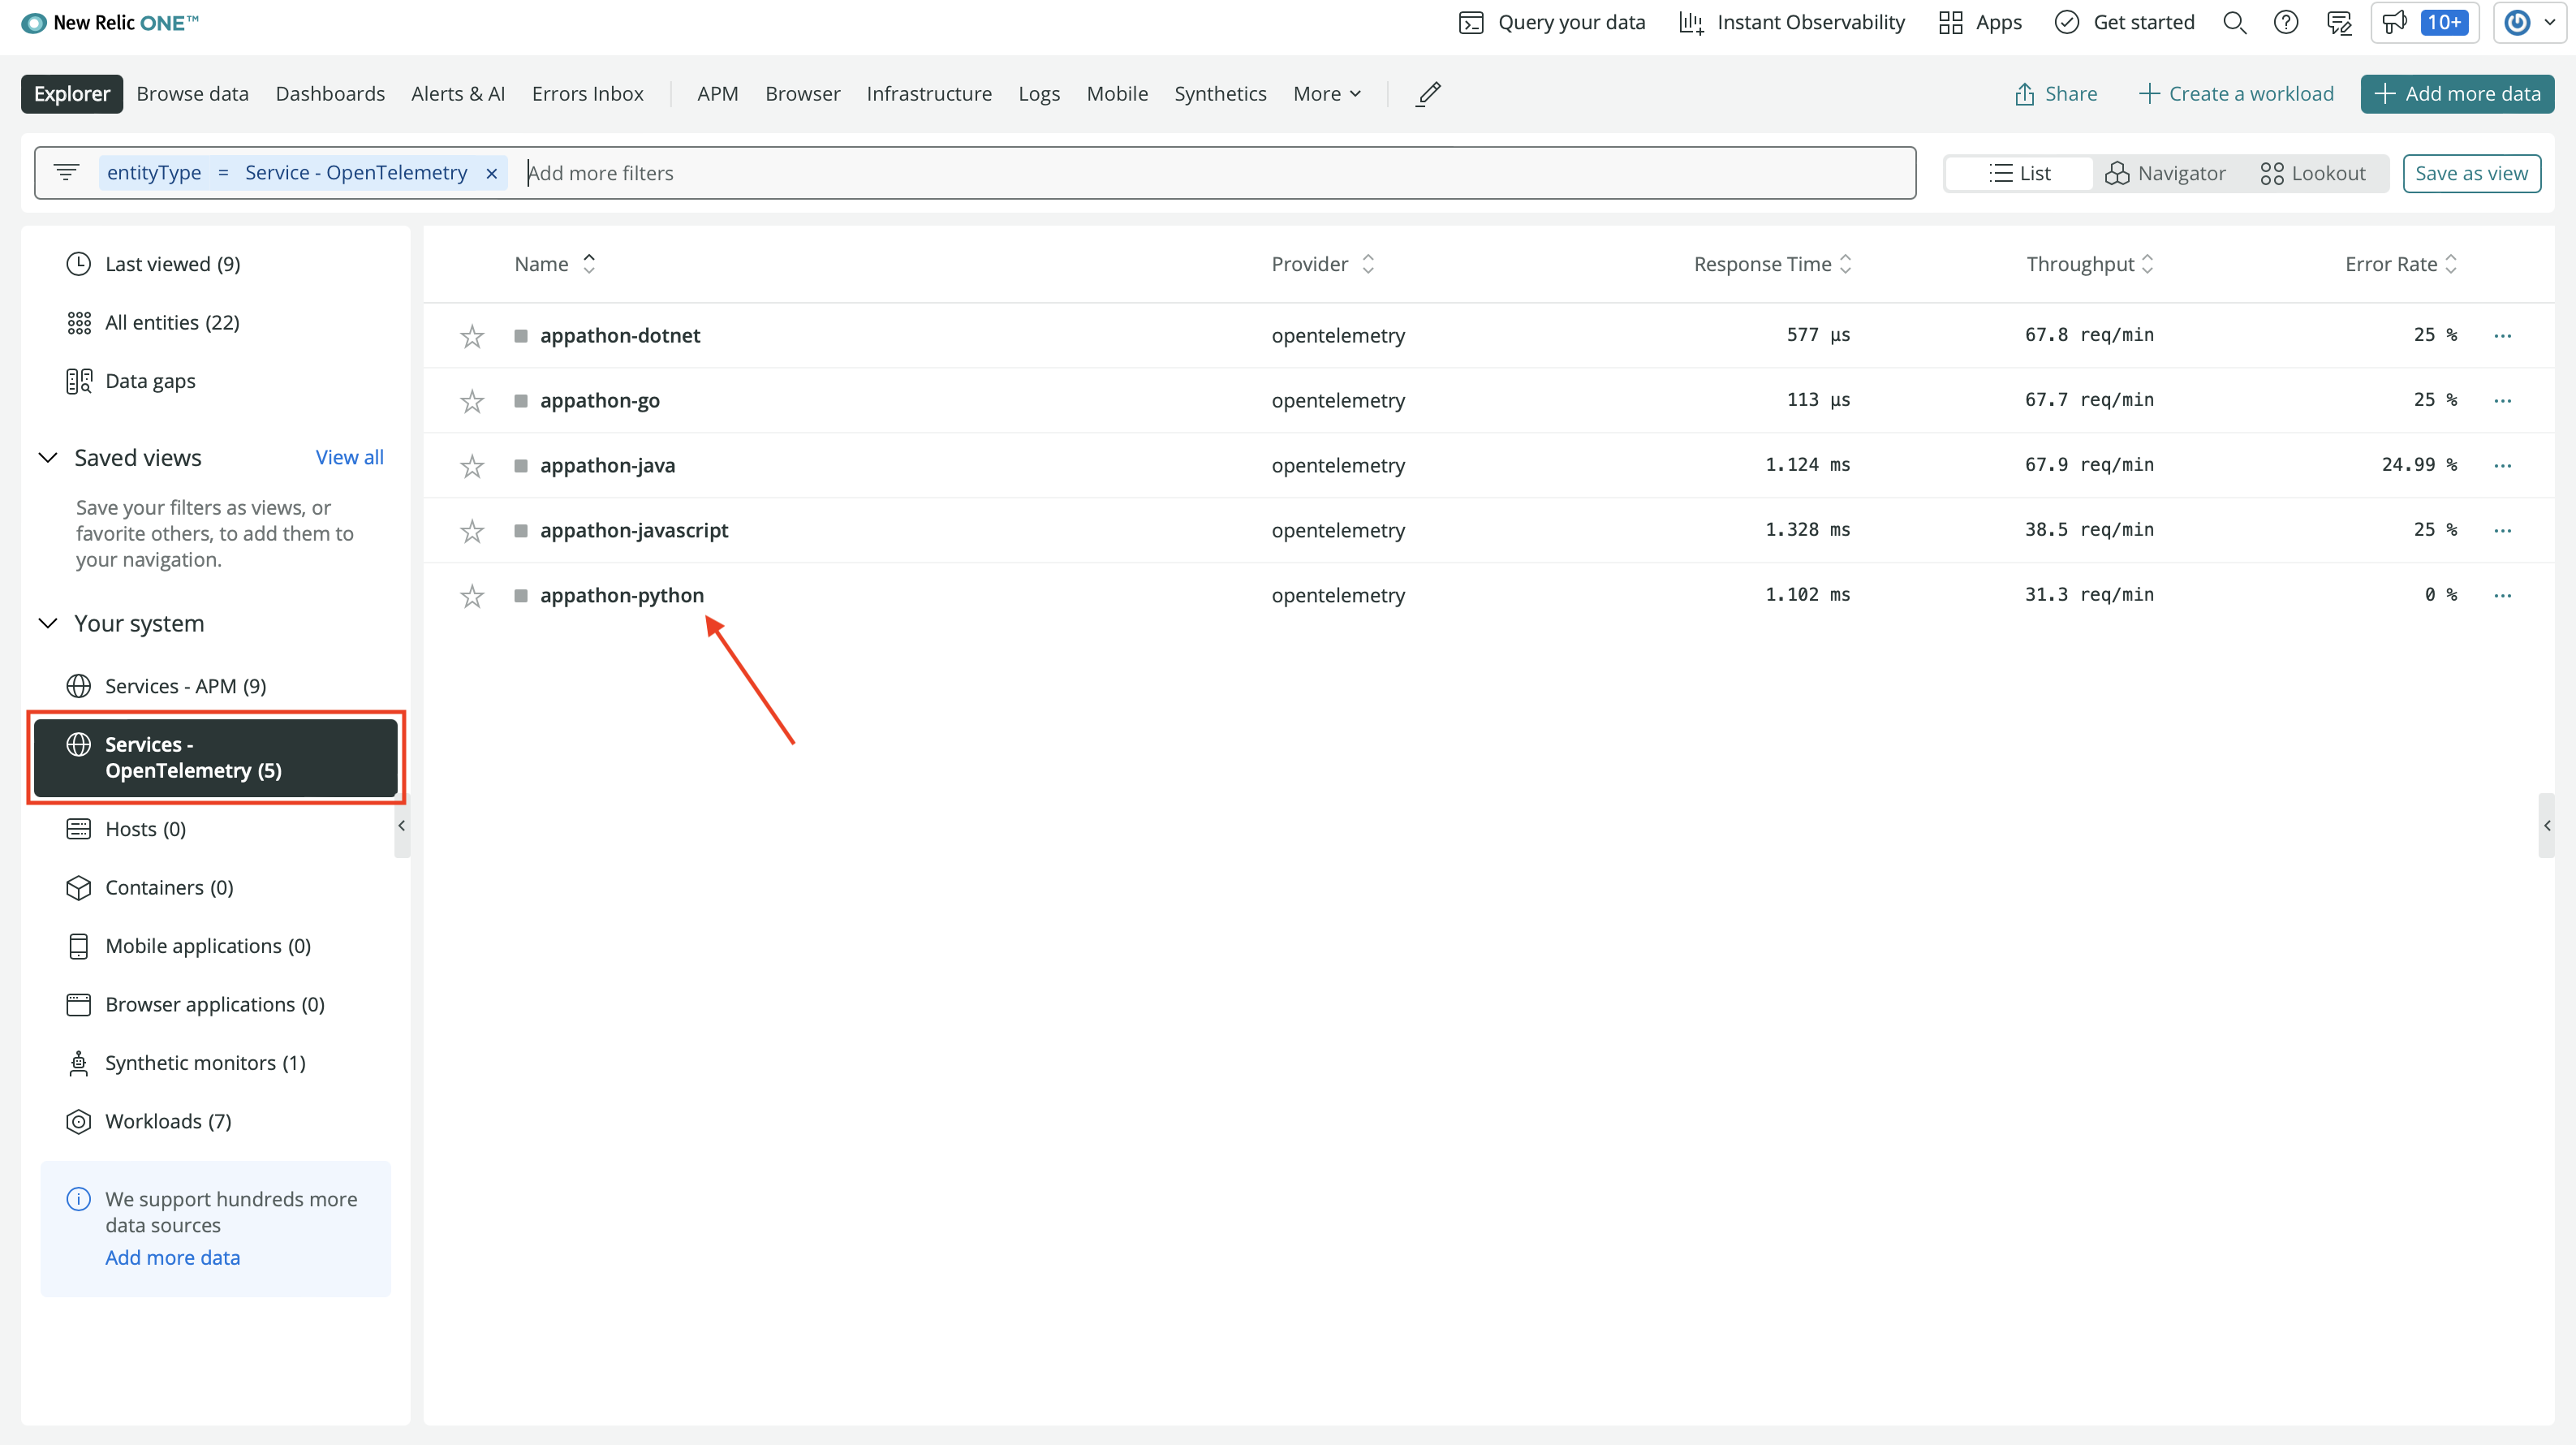 New Relic ONE™
Query your data
Instant Observability
Apps
Get started
10+
Explorer
Browse data
Dashboards
Alerts & AI
Errors Inbox
APM
Browser
Infrastructure
Logs
Mobile
Synthetics
More
Share
Create a workload
Add more data
entityType = Service - OpenTelemetry ×
Add more filters
List
Navigator
Lookout
Save as view
Last viewed (9)
All entities (22)
Data gaps
Saved views
View all
Save your filters as views, or
favorite others, to add them to
your navigation.
Your system
Services - APM (9)
Services -
OpenTelemetry (5)
Hosts (0)
Containers (0)
Mobile applications (0)
Browser applications (0)
Synthetic monitors (1)
Workloads (7)
We support hundreds more
data sources
Add more data
Name Provider Response Time Throughput Error Rate
appathon-dotnet opentelemetry 577 µs 67.8 req/min 25 % ...
appathon-go opentelemetry 113 µs 67.7 req/min 25 % ...
appathon-java opentelemetry 1.124 ms 67.9 req/min 24.99 % ...
appathon-javascript opentelemetry 1.328 ms 38.5 req/min 25 % ...
appathon-python opentelemetry 1.102 ms 31.3 req/min 0 % ...